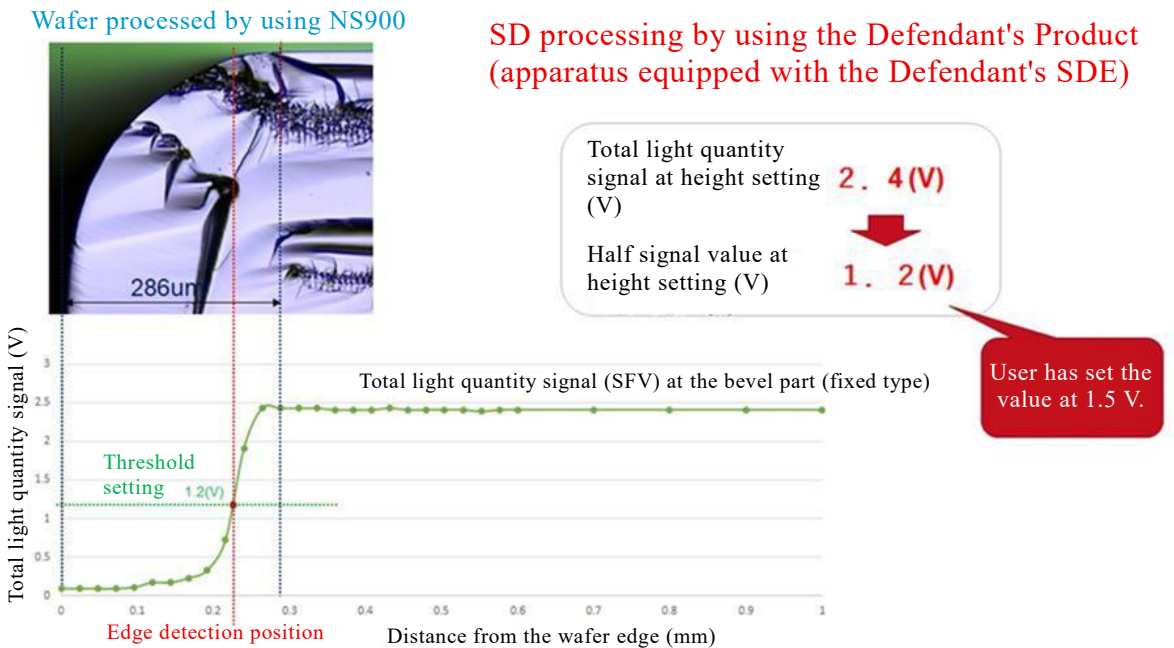 Wafer processed by using NS900
SD processing by using the Defendant's Product
(apparatus equipped with the Defendant's SDE)
286um
Total light quantity
signal at height setting
(V)
2. 4(V)
Half signal value at
height setting (V)
1. 2(V)
User has set the
value at 1.5 V.
Total light quantity signal (V)
Total light quantity signal (SFV) at the bevel part (fixed type)
3
2.5
2
1.5
1
0.5
0
Threshold
setting
1.2(V)
0 0.1 0.2 0.3 0.4 0.5 0.6 0.7 0.8 0.9 1
Edge detection position
Distance from the wafer edge (mm)